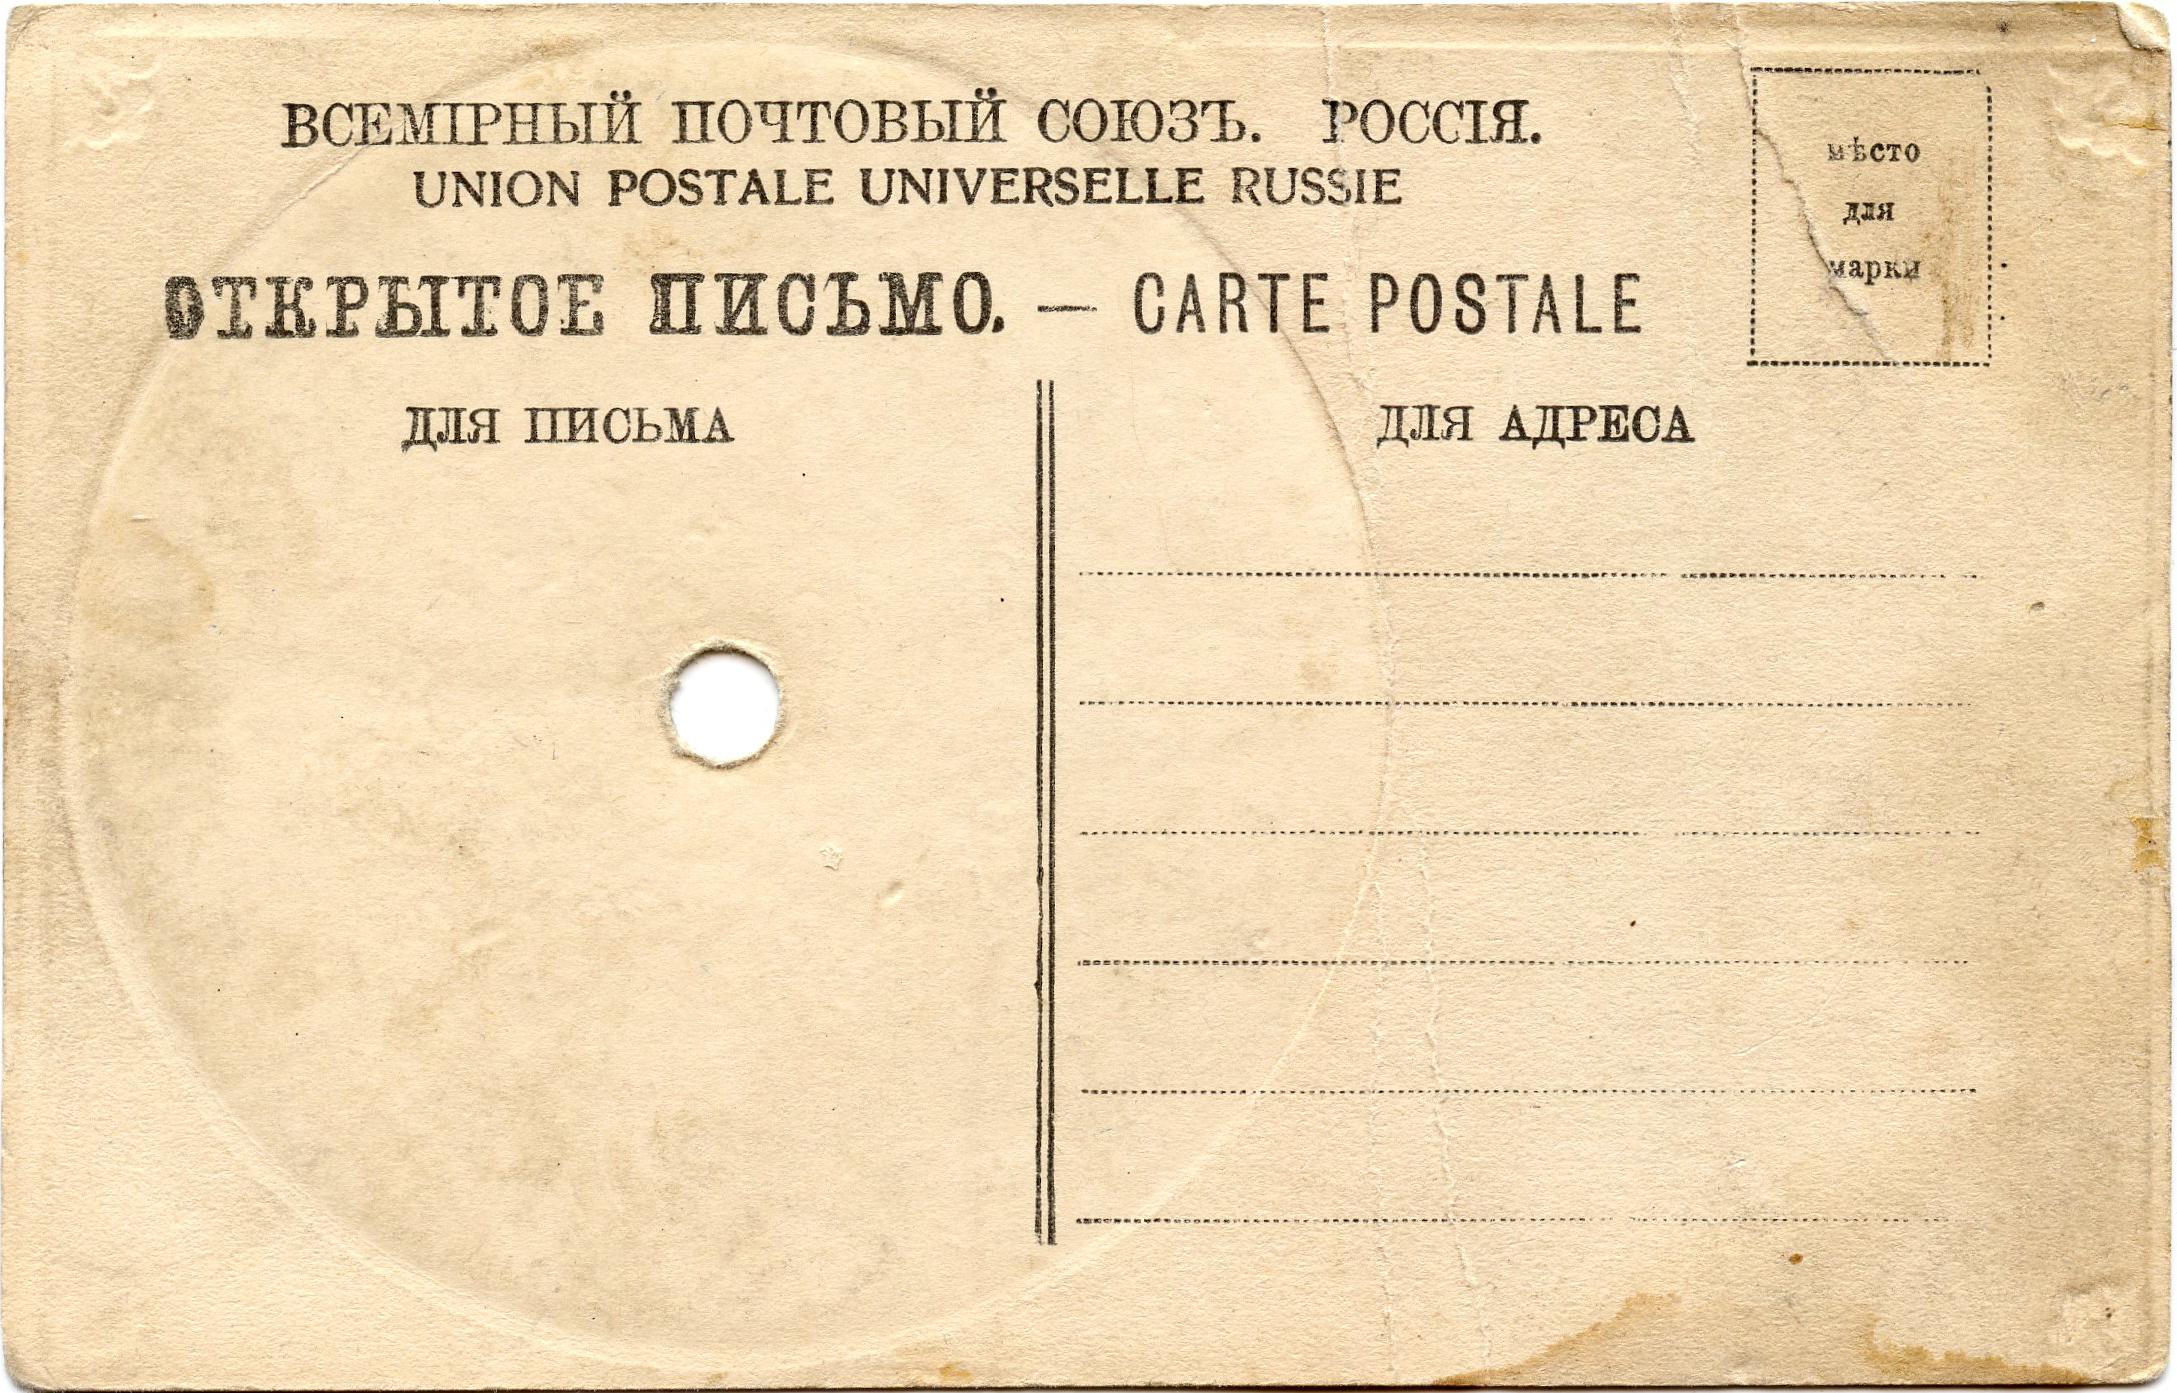 ВСЕМІРНЫЙ ПОЧТОВЫЙ СОЮЗЪ. РОССІЯ.
UNION POSTALE UNIVERSELLE RUSSIE
ОТКРЫТОЕ ПИСЬМО. — CARTE POSTALE
мѣсто
для
марки
ДЛЯ ПИСЬМА
ДЛЯ АДРЕСА